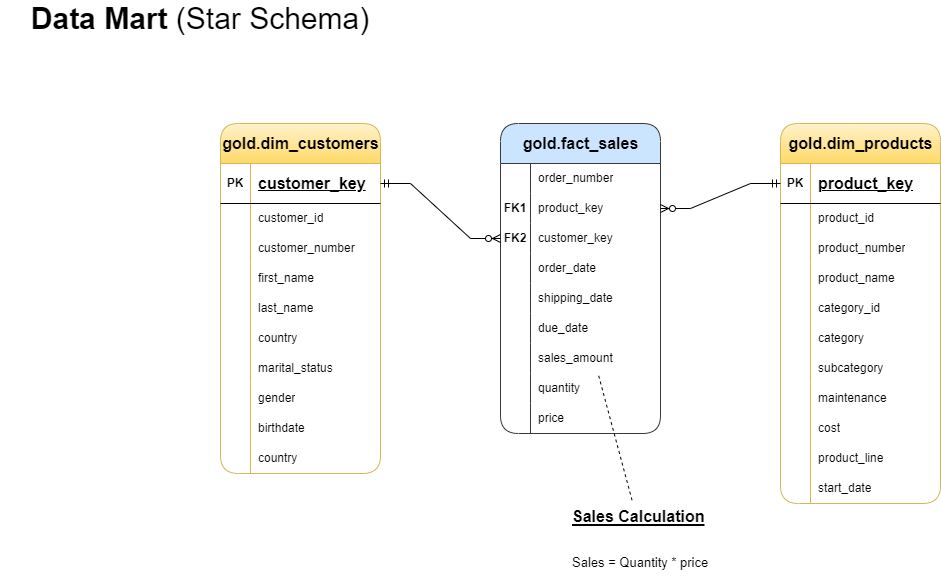 Data Mart (Star Schema)
gold.dim_customers
PK customer_key
customer_id
customer_number
first_name
last_name
country
marital_status
gender
birthdate
country
gold.fact_sales
order_number
FK1 product_key
FK2 customer_key
order_date
shipping_date
due_date
sales_amount
quantity
price
gold.dim_products
PK product_key
product_id
product_number
product_name
category_id
category
subcategory
maintenance
cost
product_line
start_date
Sales Calculation
Sales = Quantity * price